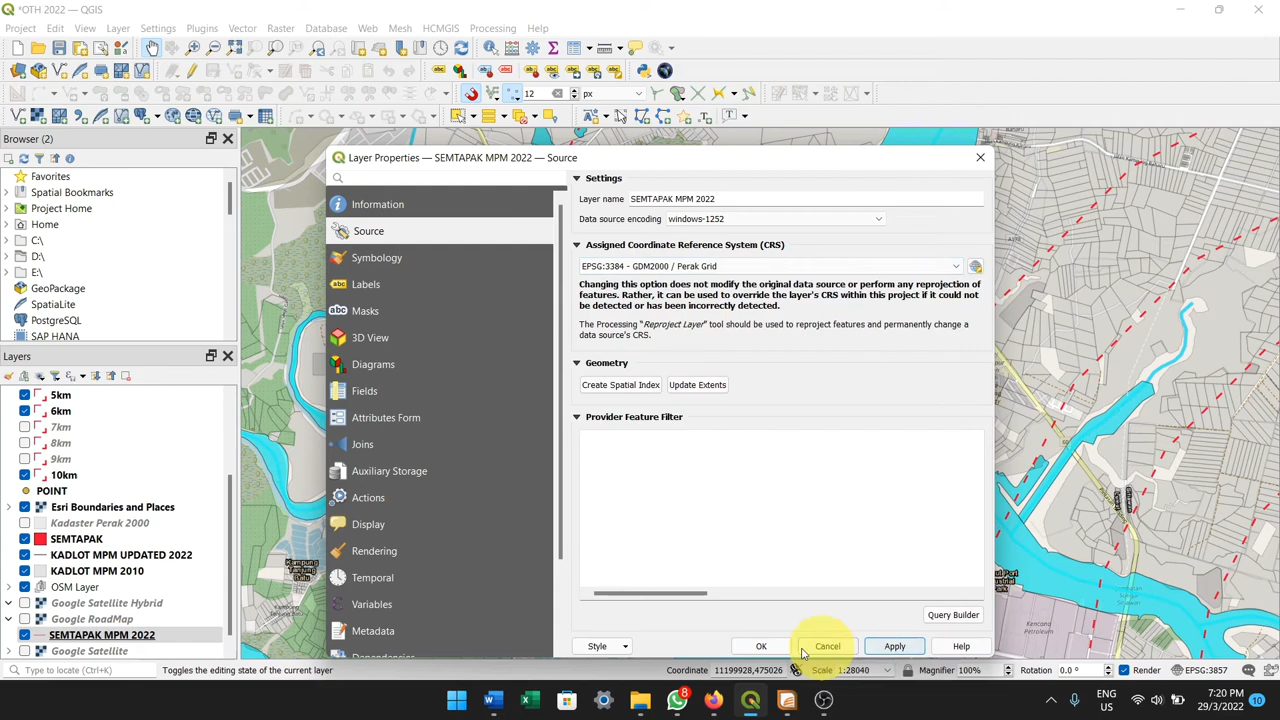 *OTH 2022 — QGIS
Project Edit View Layer Settings Plugins Vector Raster Database Web Mesh HCMGIS Processing Help
12 px
Browser (2)
Favorites
Spatial Bookmarks
Project Home
Home
C:\
D:\
E:\
GeoPackage
SpatiaLite
PostgreSQL
SAP HANA
Layers
5km
6km
7km
8km
9km
10km
POINT
Esri Boundaries and Places
Kadaster Perak 2000
SEMTAPAK
KADLOT MPM UPDATED 2022
KADLOT MPM 2010
OSM Layer
Google Satellite Hybrid
Google RoadMap
SEMTAPAK MPM 2022
Google Satellite
Layer Properties — SEMTAPAK MPM 2022 — Source
Information
Source
Symbology
Labels
Masks
3D View
Diagrams
Fields
Attributes Form
Joins
Auxiliary Storage
Actions
Display
Rendering
Temporal
Variables
Metadata
Dependencies
Settings
Layer name SEMTAPAK MPM 2022
Data source encoding windows-1252
Assigned Coordinate Reference System (CRS)
EPSG:3384 - GDM2000 / Perak Grid
Changing this option does not modify the original data source or perform any reprojection of
features. Rather, it can be used to override the layer's CRS within this project if it could not
be detected or has been incorrectly detected.
The Processing "Reproject Layer" tool should be used to reproject features and permanently change a
data source's CRS.
Geometry
Create Spatial Index Update Extents
Provider Feature Filter
Query Builder
Style OK Cancel Apply Help
Kampung
Tanjung
Batu
Kencana
Petroleum
Type to locate (Ctrl+K) Toggles the editing state of the current layer Coordinate 11199928,475026 Scale 1:28040 Magnifier 100% Rotation 0.0 ° Render EPSG:3857
8
ENG
US
7:20 PM
29/3/2022
10